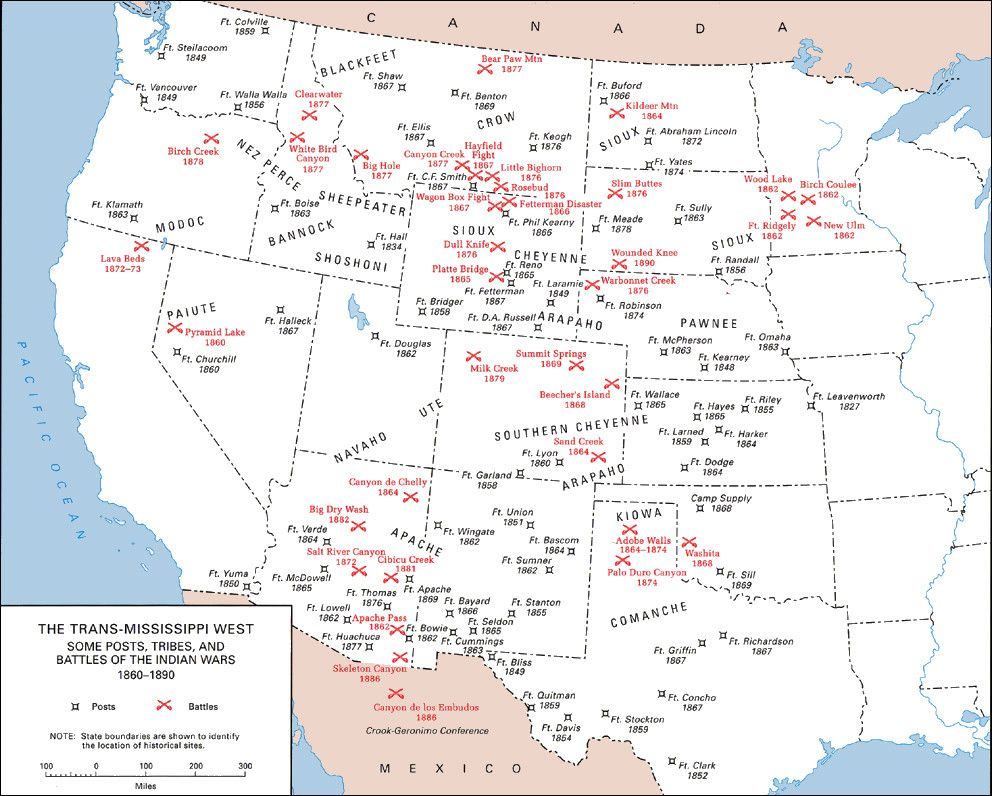 C A N A D A
Ft. Colville
1859
Ft. Steilacoom
1849
Ft. Vancouver
1849
Ft. Walla Walla
1856
Clearwater
1877
BLACKFEET
Ft. Shaw
1867
Bear Paw Mtn
1877
Ft. Benton
1869
CROW
Ft. Buford
1866
Kildeer Mtn
1864
SIOUX
Ft. Abraham Lincoln
1872
Ft. Yates
1874
Birch Creek
1878
NEZ PERCE
White Bird
Canyon
1877
Big Hole
1877
Ft. Ellis
1867
Canyon Creek
1877
Hayfield
Fight
1867
Ft. Keogh
1876
Little Bighorn
1876
Ft. C.F. Smith
1867
Rosebud
1876
Wagon Box Fight
1867
Fetterman Disaster
1866
Ft. Phil Kearny
1866
Slim Buttes
1876
Ft. Meade
1878
Ft. Sully
1863
Wood Lake
1862
Birch Coulee
1862
Ft. Ridgely
1862
New Ulm
1862
Ft. Klamath
1863
MODOC
Lava Beds
1872–73
Ft. Boise
1863
SHEEPEATER
BANNOCK
Ft. Hall
1834
SHOSHONI
SIOUX
Dull Knife
1876
CHEYENNE
Platte Bridge
1865
Ft. Reno
1865
Ft. Fetterman
1867
Ft. Laramie
1849
Wounded Knee
1890
Warbonnet Creek
1876
Ft. Robinson
1874
SIOUX
Ft. Randall
1856
PAIUTE
Pyramid Lake
1860
Ft. Churchill
1860
Ft. Halleck
1867
Ft. Bridger
1858
Ft. D.A. Russell
1867
ARAPAHO
Ft. Douglas
1862
PAWNEE
Ft. McPherson
1863
Ft. Omaha
1863
Ft. Kearney
1848
Milk Creek
1879
Summit Springs
1869
Beecher's Island
1868
Ft. Wallace
1865
Ft. Hayes
1865
Ft. Riley
1855
Ft. Leavenworth
1827
Ft. Larned
1859
Ft. Harker
1864
Ft. Dodge
1864
PACIFIC OCEAN
UTE
NAVAHO
SOUTHERN CHEYENNE
Sand Creek
1864
Ft. Lyon
1860
ARAPAHO
Ft. Garland
1858
Canyon de Chelly
1864
Big Dry Wash
1882
Ft. Verde
1864
APACHE
Ft. Wingate
1862
Ft. Union
1851
Ft. Bascom
1864
Ft. Sumner
1862
Camp Supply
1868
KIOWA
Adobe Walls
1864–1874
Washita
1868
Palo Duro Canyon
1874
Ft. Sill
1869
Ft. Yuma
1850
Salt River Canyon
1872
Cibicu Creek
1881
Ft. McDowell
1865
Ft. Thomas
1876
Ft. Apache
1869
Ft. Lowell
1862
Apache Pass
1862
Ft. Bowie
1862
Ft. Bayard
1866
Ft. Seldon
1865
Ft. Cummings
1863
Ft. Stanton
1855
Ft. Huachuca
1877
Skeleton Canyon
1886
Canyon de los Embudos
1886
Crook-Geronimo Conference
Ft. Bliss
1849
COMANCHE
Ft. Griffin
1867
Ft. Richardson
1867
Ft. Quitman
1859
Ft. Davis
1854
Ft. Stockton
1859
Ft. Concho
1867
Ft. Clark
1852
MEXICO
THE TRANS-MISSISSIPPI WEST
SOME POSTS, TRIBES, AND
BATTLES OF THE INDIAN WARS
1860–1890
Posts
Battles
NOTE: State boundaries are shown to identify
the location of historical sites.
100 0 100 200 300
Miles